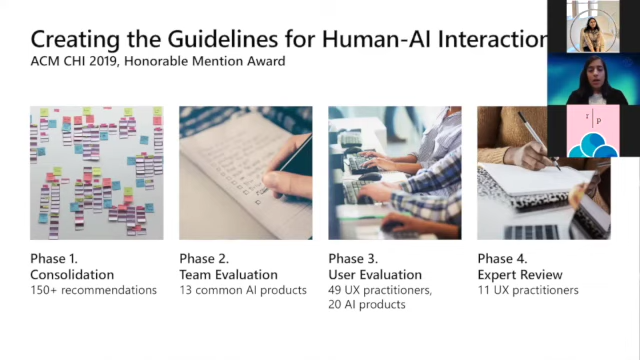 Creating the Guidelines for Human-AI Interaction
ACM CHI 2019, Honorable Mention Award
r | p
Phase 1.
Consolidation
150+ recommendations
Phase 2.
Team Evaluation
13 common AI products
Phase 3.
User Evaluation
49 UX practitioners,
20 AI products
Phase 4.
Expert Review
11 UX practitioners